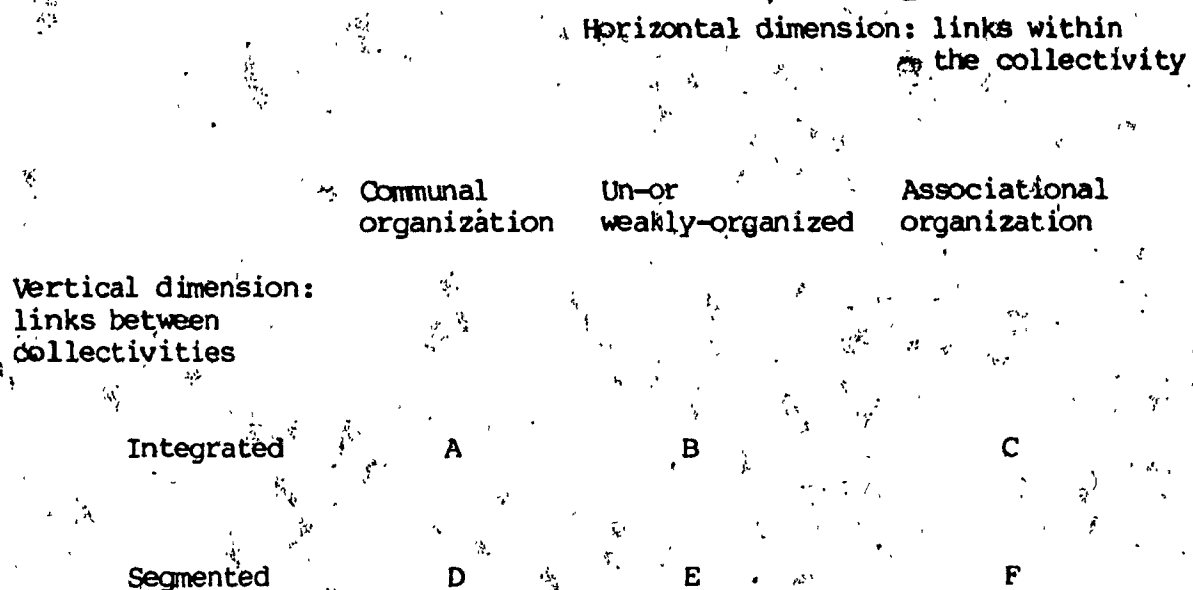 Horizontal dimension: links within
the collectivity
Communal Un-or Associational
organization weakly-organized organization
Vertical dimension:
links between
collectivities
Integrated A B C
Segmented D E F